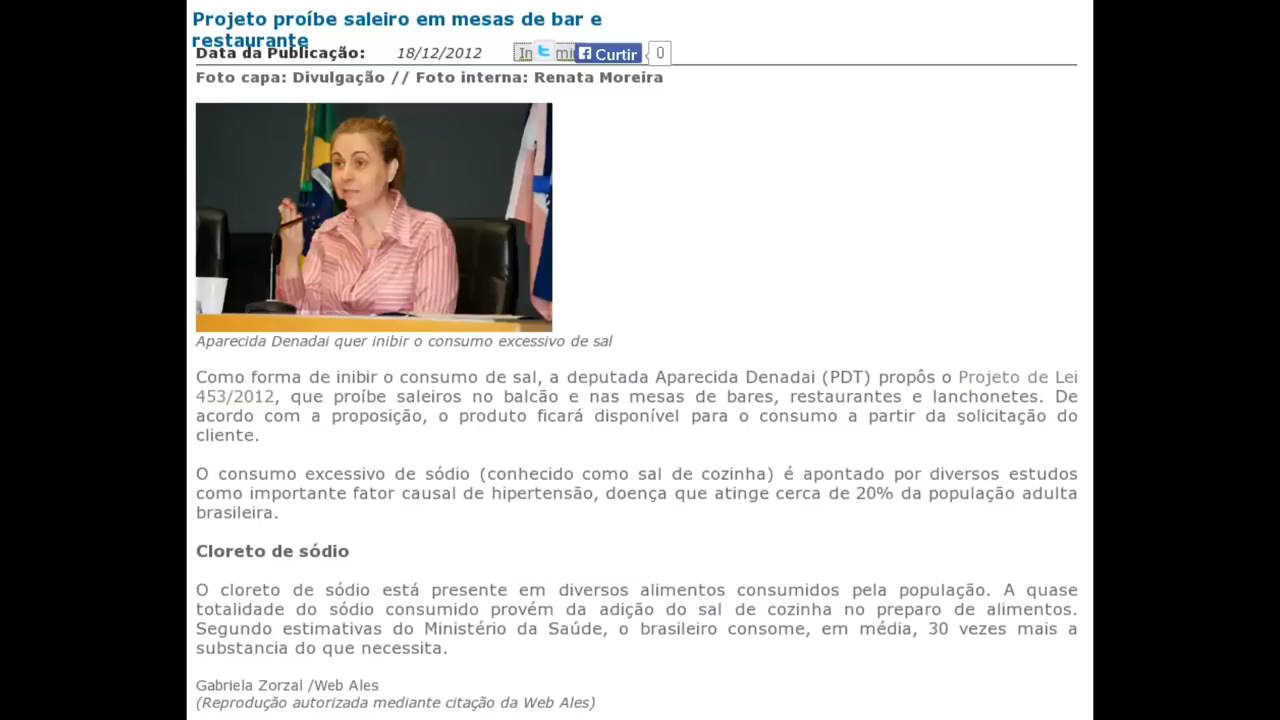 Projeto proíbe saleiro em mesas de bar e
restaurante
Data da Publicação: 18/12/2012 Curtir 0
Foto capa: Divulgação // Foto interna: Renata Moreira
Aparecida Denadai quer inibir o consumo excessivo de sal
Como forma de inibir o consumo de sal, a deputada Aparecida Denadai (PDT) propôs o Projeto de Lei
453/2012, que proíbe saleiros no balcão e nas mesas de bares, restaurantes e lanchonetes. De
acordo com a proposição, o produto ficará disponível para o consumo a partir da solicitação do
cliente.
O consumo excessivo de sódio (conhecido como sal de cozinha) é apontado por diversos estudos
como importante fator causal de hipertensão, doença que atinge cerca de 20% da população adulta
brasileira.
Cloreto de sódio
O cloreto de sódio está presente em diversos alimentos consumidos pela população. A quase
totalidade do sódio consumido provém da adição do sal de cozinha no preparo de alimentos.
Segundo estimativas do Ministério da Saúde, o brasileiro consome, em média, 30 vezes mais a
substancia do que necessita.
Gabriela Zorzal /Web Ales
(Reprodução autorizada mediante citação da Web Ales)